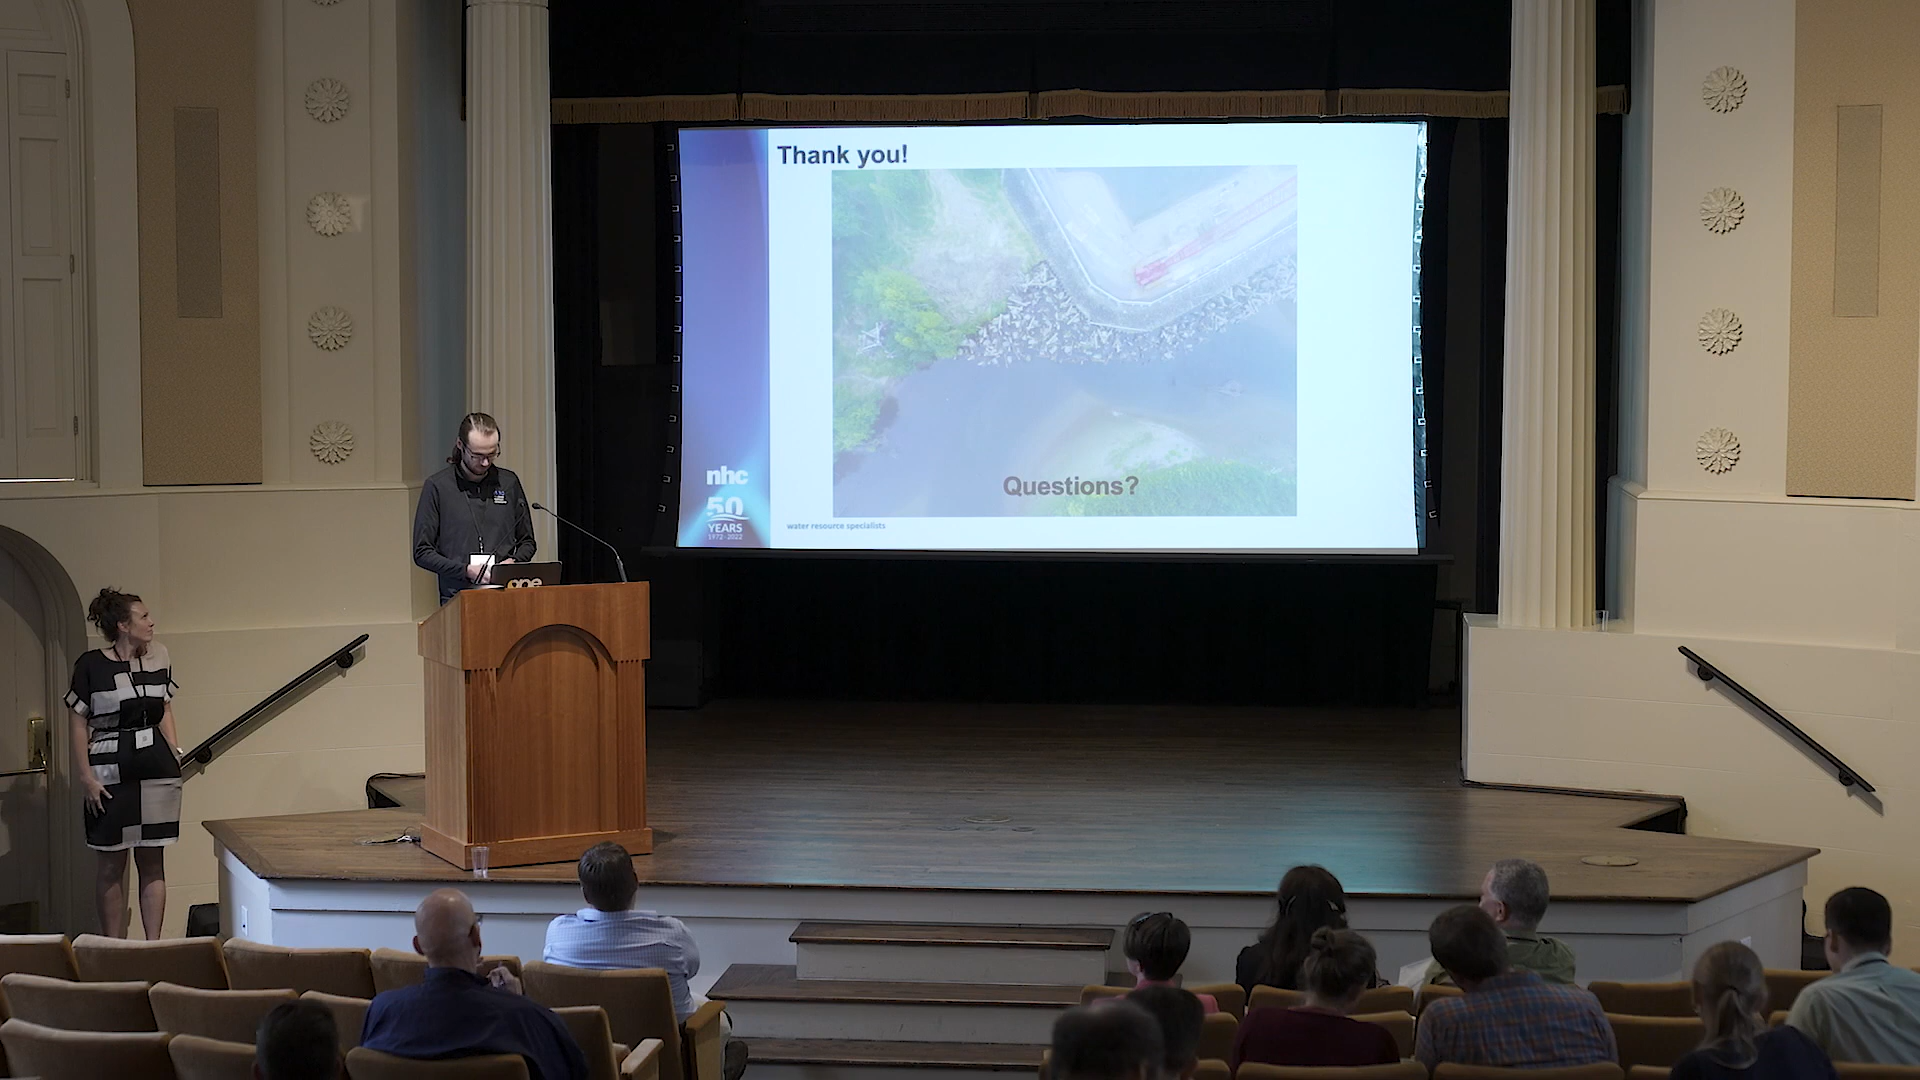 Thank you!
Questions?
nhc
50
YEARS
1972-2022
water resource specialists